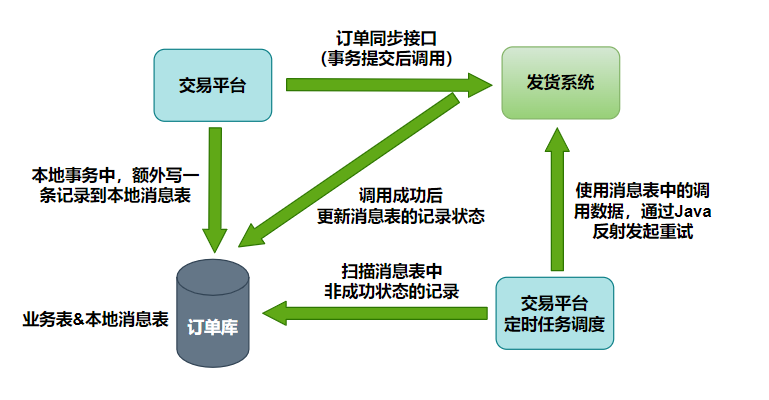 订单同步接口
（事务提交后调用）
交易平台
发货系统
本地事务中，额外写一
条记录到本地消息表
调用成功后
更新消息表的记录状态
使用消息表中的调
用数据，通过Java
反射发起重试
扫描消息表中
非成功状态的记录
业务表&本地消息表
订单库
交易平台
定时任务调度